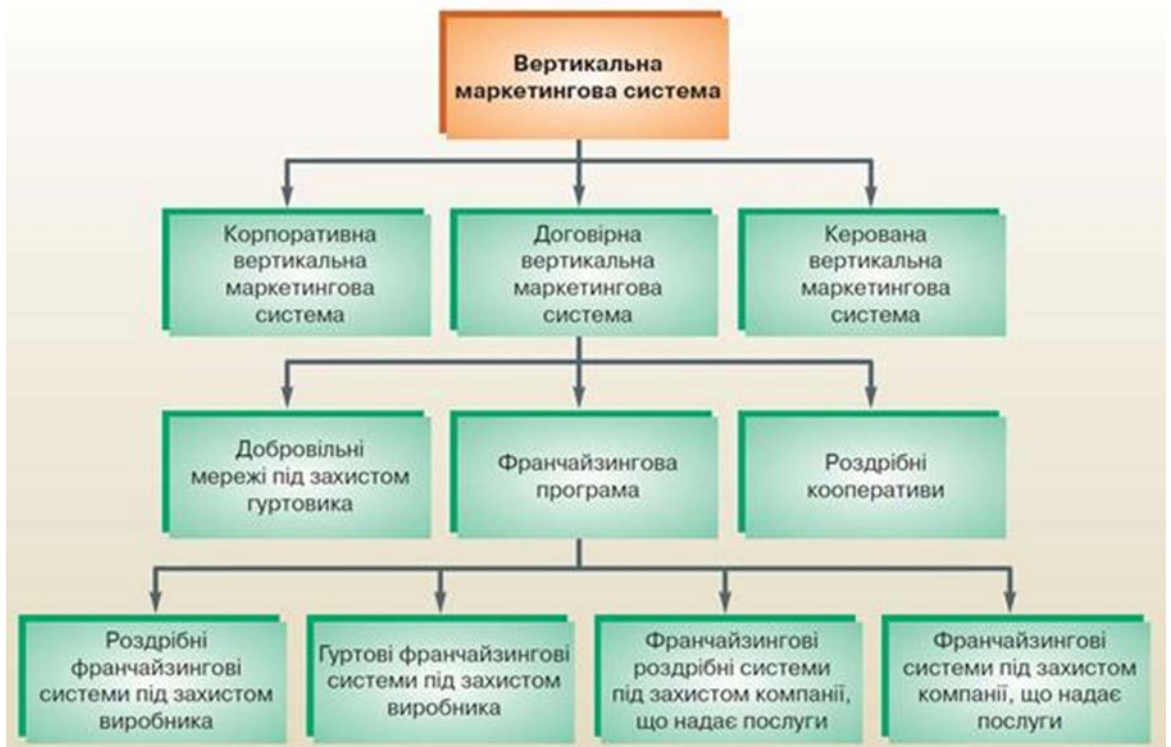 Вертикальна
маркетингова система
Корпоративна
вертикальна
маркетингова
система
Договірна
вертикальна
маркетингова
система
Керована
вертикальна
маркетингова
система
Добровільні
мережі під захистом
гуртовика
Франчайзингова
програма
Роздрібні
кооперативи
Роздрібні
франчайзингові
системи під захистом
виробника
Гуртові франчайзингові
системи під захистом
виробника
Франчайзингові
роздрібні системи
під захистом компанії,
що надає послуги
Франчайзингові
системи під захистом
компанії, що надає
послуги